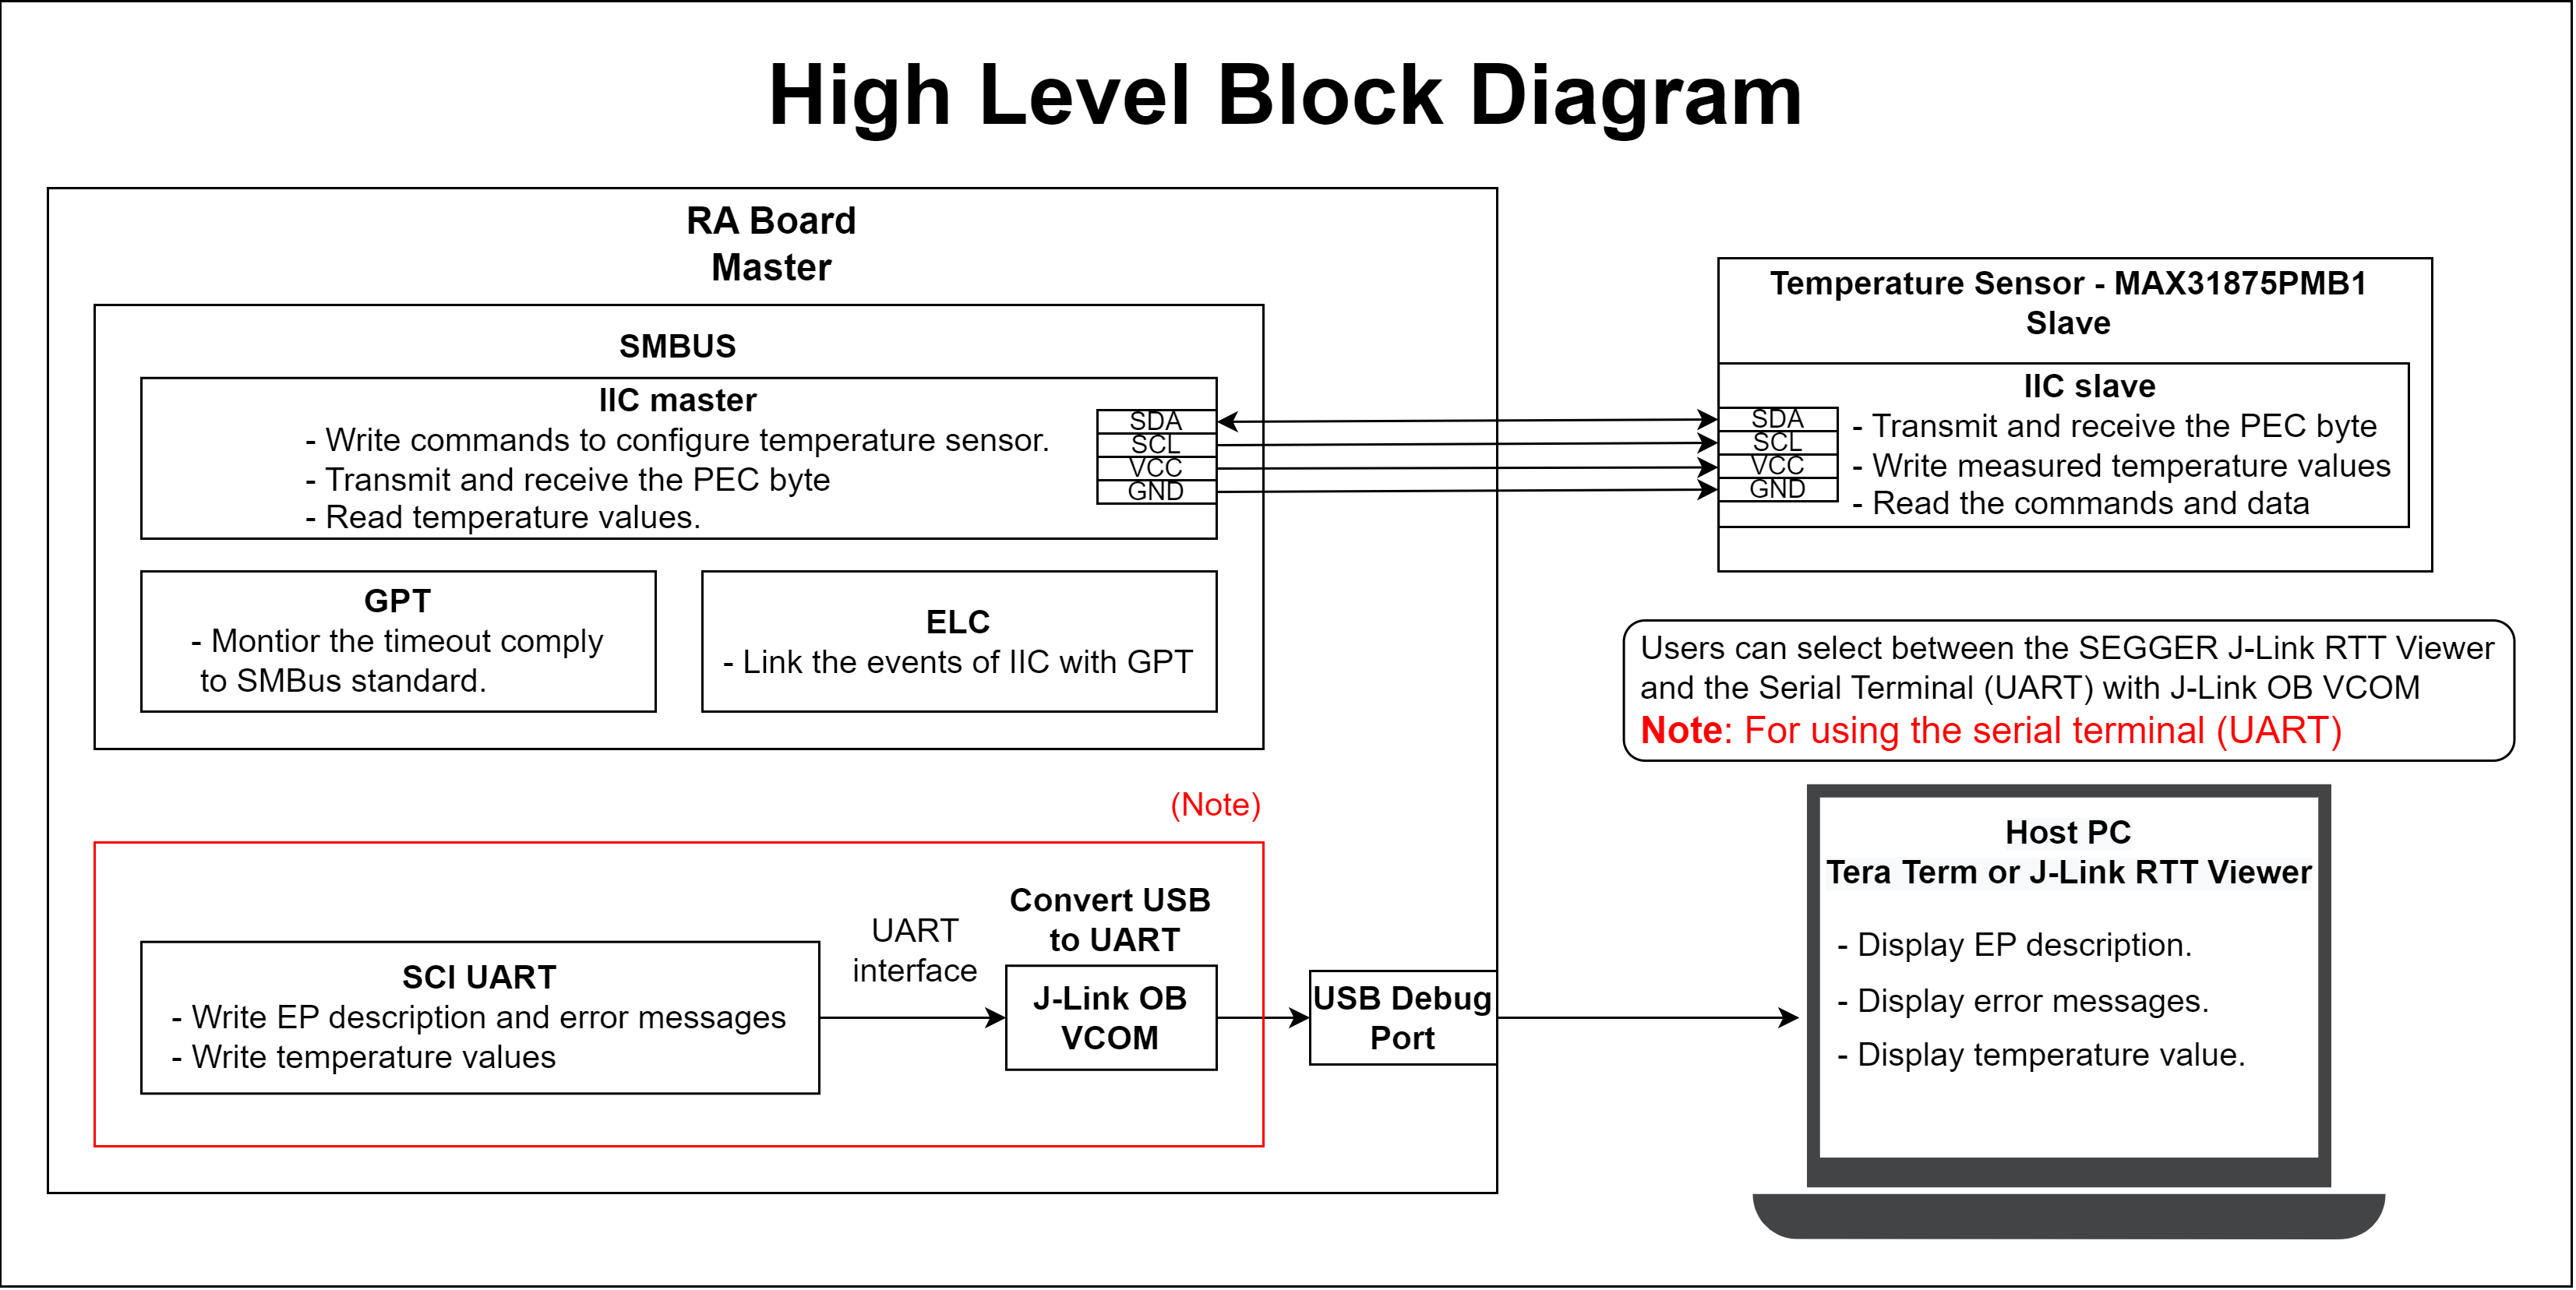 High Level Block Diagram
RA Board
Master
SMBUS
IIC master
- Write commands to configure temperature sensor.
- Transmit and receive the PEC byte
- Read temperature values.
SDA
SCL
VCC
GND
GPT
- Montior the timeout comply
to SMBus standard.
ELC
- Link the events of IIC with GPT
Temperature Sensor - MAX31875PMB1
Slave
IIC slave
SDA
SCL
VCC
GND
- Transmit and receive the PEC byte
- Write measured temperature values
- Read the commands and data
Users can select between the SEGGER J-Link RTT Viewer
and the Serial Terminal (UART) with J-Link OB VCOM
Note: For using the serial terminal (UART)
(Note)
SCI UART
- Write EP description and error messages
- Write temperature values
UART
interface
Convert USB
to UART
J-Link OB
VCOM
USB Debug
Port
Host PC
Tera Term or J-Link RTT Viewer
- Display EP description.
- Display error messages.
- Display temperature value.